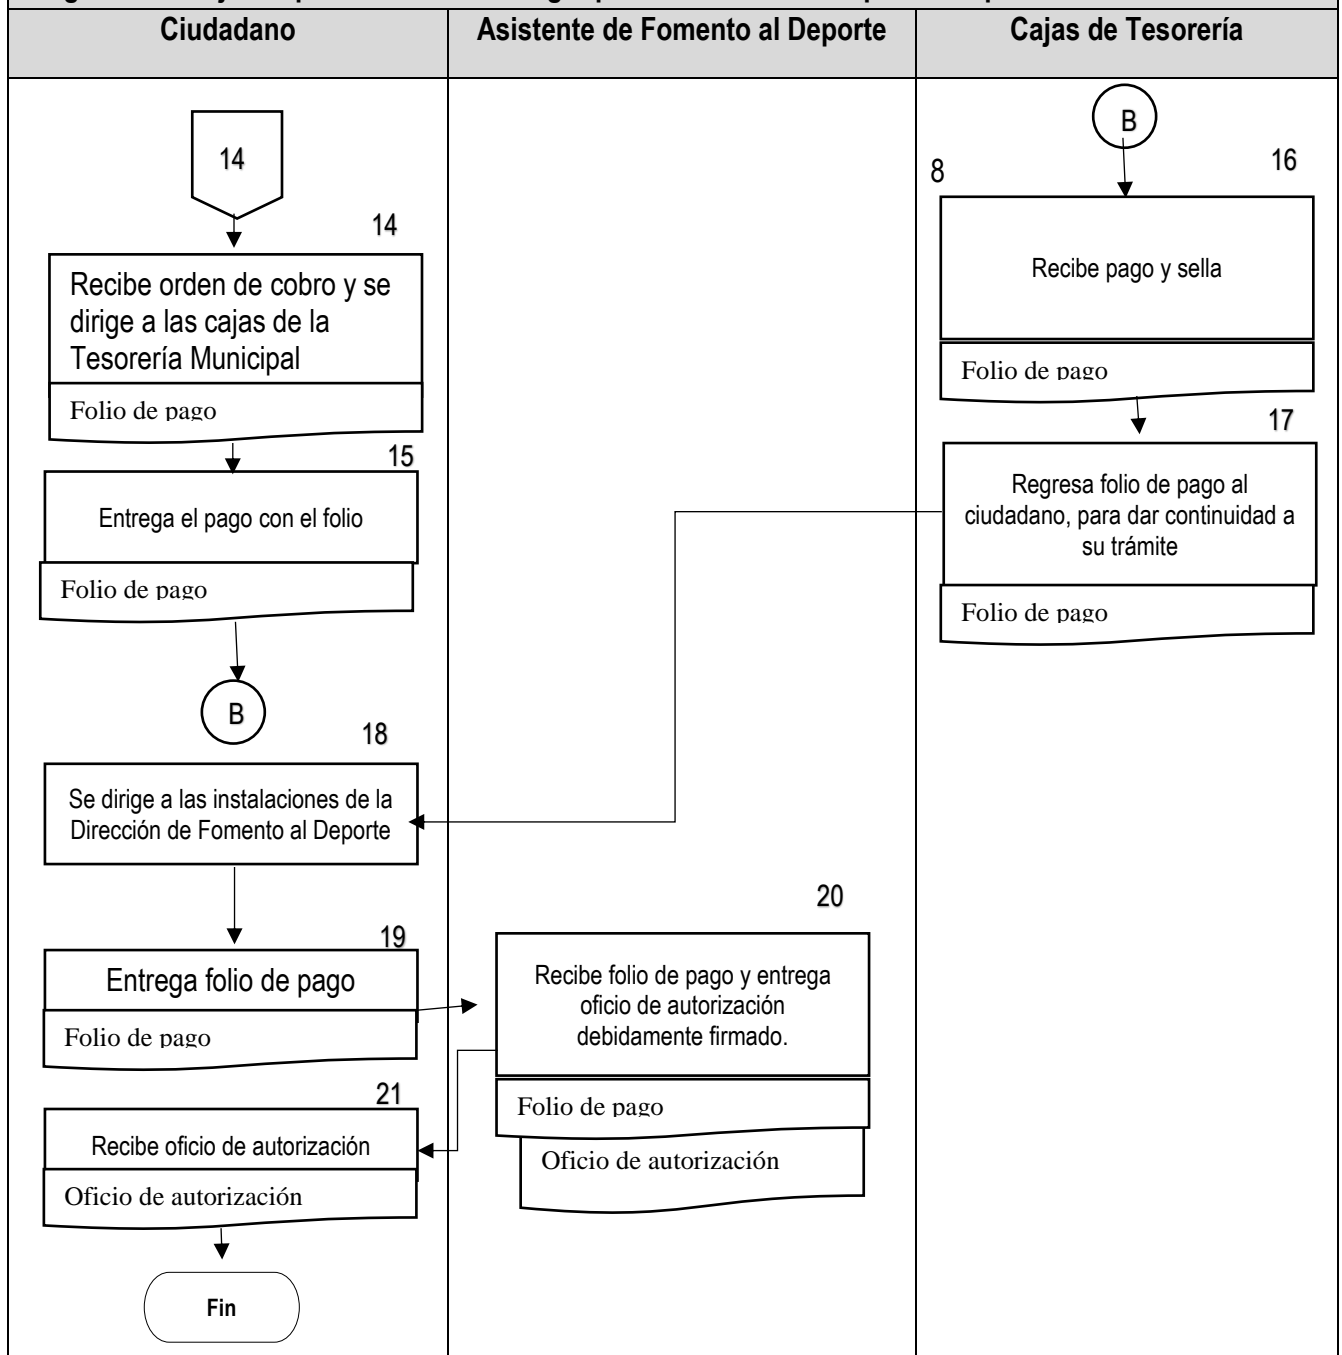 Ciudadano
Asistente de Fomento al Deporte
Cajas de Tesorería
14
14
Recibe orden de cobro y se
dirige a las cajas de la
Tesorería Municipal
Folio de pago
15
Entrega el pago con el folio
Folio de pago
B
18
Se dirige a las instalaciones de la
Dirección de Fomento al Deporte
19
Entrega folio de pago
Folio de pago
21
Recibe oficio de autorización
Oficio de autorización
Fin
20
Recibe folio de pago y entrega
oficio de autorización
debidamente firmado.
Folio de pago
Oficio de autorización
B
8
16
Recibe pago y sella
Folio de pago
17
Regresa folio de pago al
ciudadano, para dar continuidad a
su trámite
Folio de pago